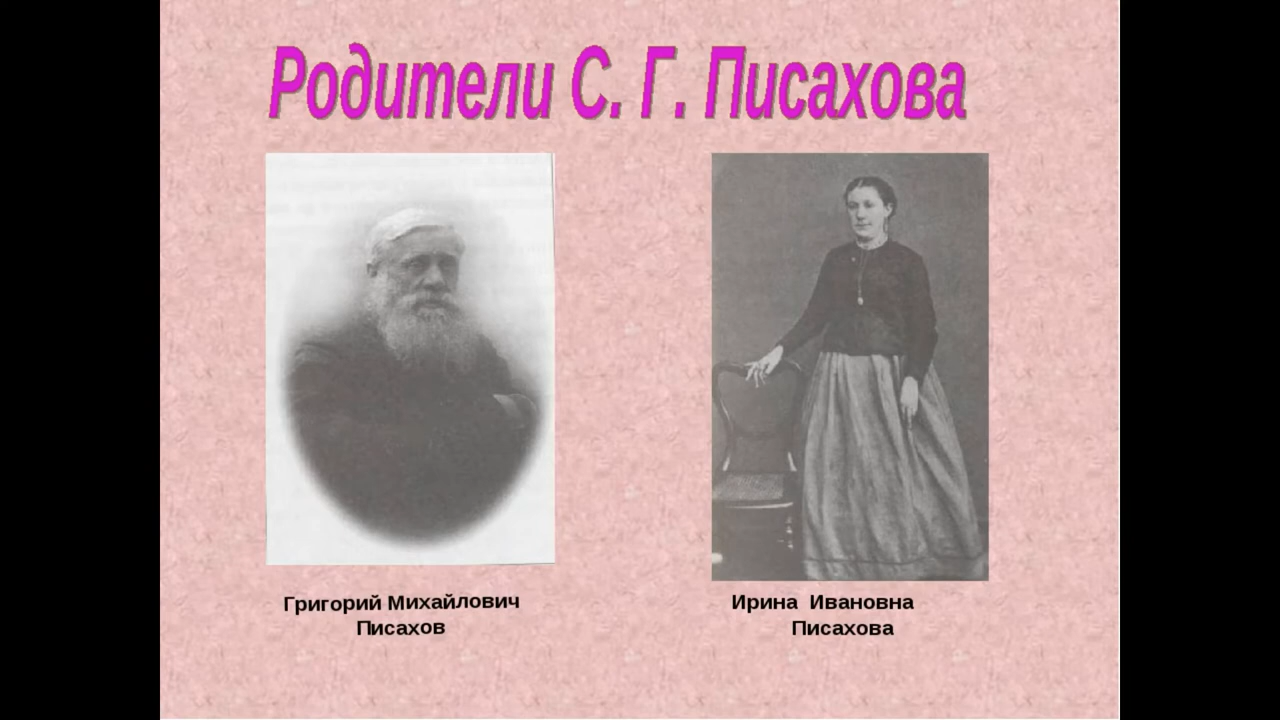 Родители С. Г. Писахова
Григорий Михайлович
Писахов
Ирина Ивановна
Писахова